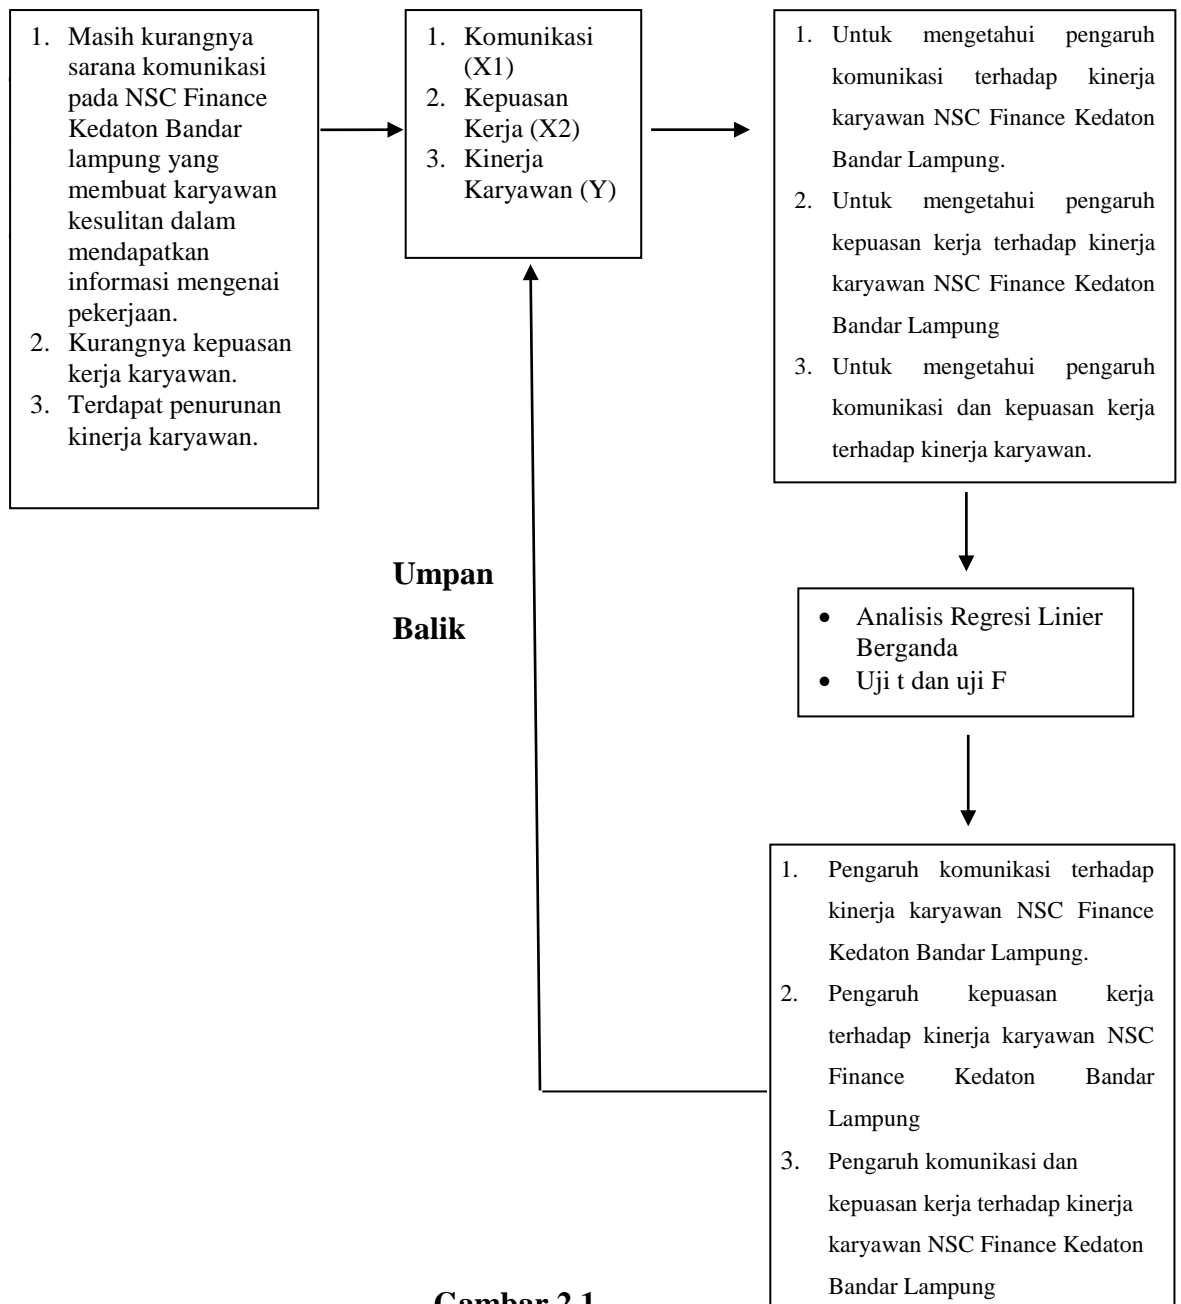 1. Masih kurangnya
sarana komunikasi
pada NSC Finance
Kedaton Bandar
lampung yang
membuat karyawan
kesulitan dalam
mendapatkan
informasi mengenai
pekerjaan.
2. Kurangnya kepuasan
kerja karyawan.
3. Terdapat penurunan
kinerja karyawan.
1. Komunikasi
(X1)
2. Kepuasan
Kerja (X2)
3. Kinerja
Karyawan (Y)
1. Untuk mengetahui pengaruh
komunikasi terhadap kinerja
karyawan NSC Finance Kedaton
Bandar Lampung.
2. Untuk mengetahui pengaruh
kepuasan kerja terhadap kinerja
karyawan NSC Finance Kedaton
Bandar Lampung
3. Untuk mengetahui pengaruh
komunikasi dan kepuasan kerja
terhadap kinerja karyawan.
Umpan
Balik
• Analisis Regresi Linier
Berganda
• Uji t dan uji F
1. Pengaruh komunikasi terhadap
kinerja karyawan NSC Finance
Kedaton Bandar Lampung.
2. Pengaruh kepuasan kerja
terhadap kinerja karyawan NSC
Finance Kedaton Bandar
Lampung
3. Pengaruh komunikasi dan
kepuasan kerja terhadap kinerja
karyawan NSC Finance Kedaton
Bandar Lampung
Gambar 2.1